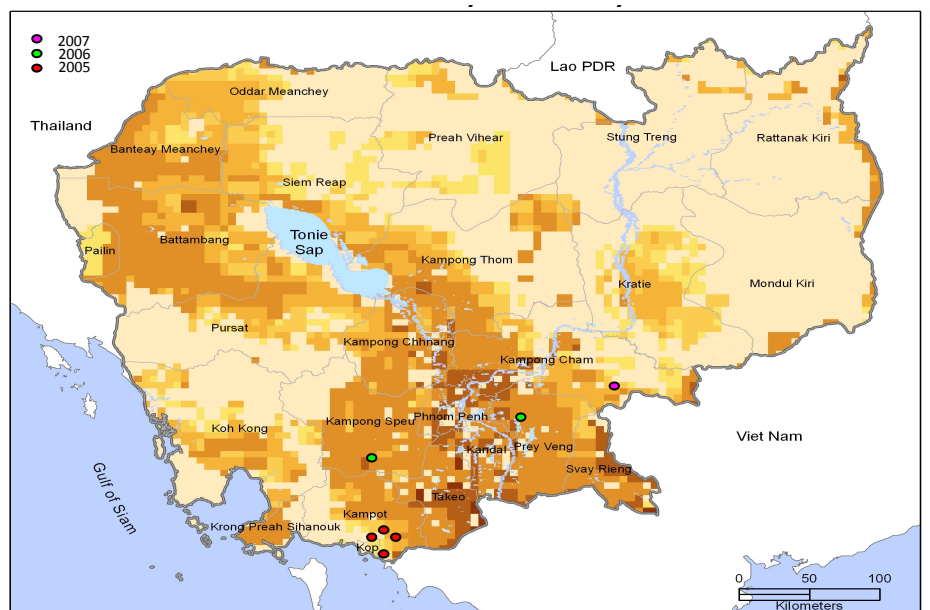 2007
2006
2005
Lao PDR
Thailand
Oddar Meanchey
Stung Treng
Preah Vihear
Rattanak Kiri
Banteay Meanchey
Siem Reap
Tonie
Sap
Battambang
Pailin
Kampong Thom
Kratie
Mondul Kiri
Pursat
Kampong Chhnang
Kampong Cham
Koh Kong
Kampong Speu
Phnom Penh
Kandal
Prey Veng
Viet Nam
Svay Rieng
Gulf of Siam
Takeo
Kampot
Krong Preah Sihanouk
Kop
0 50 100
Kilometers